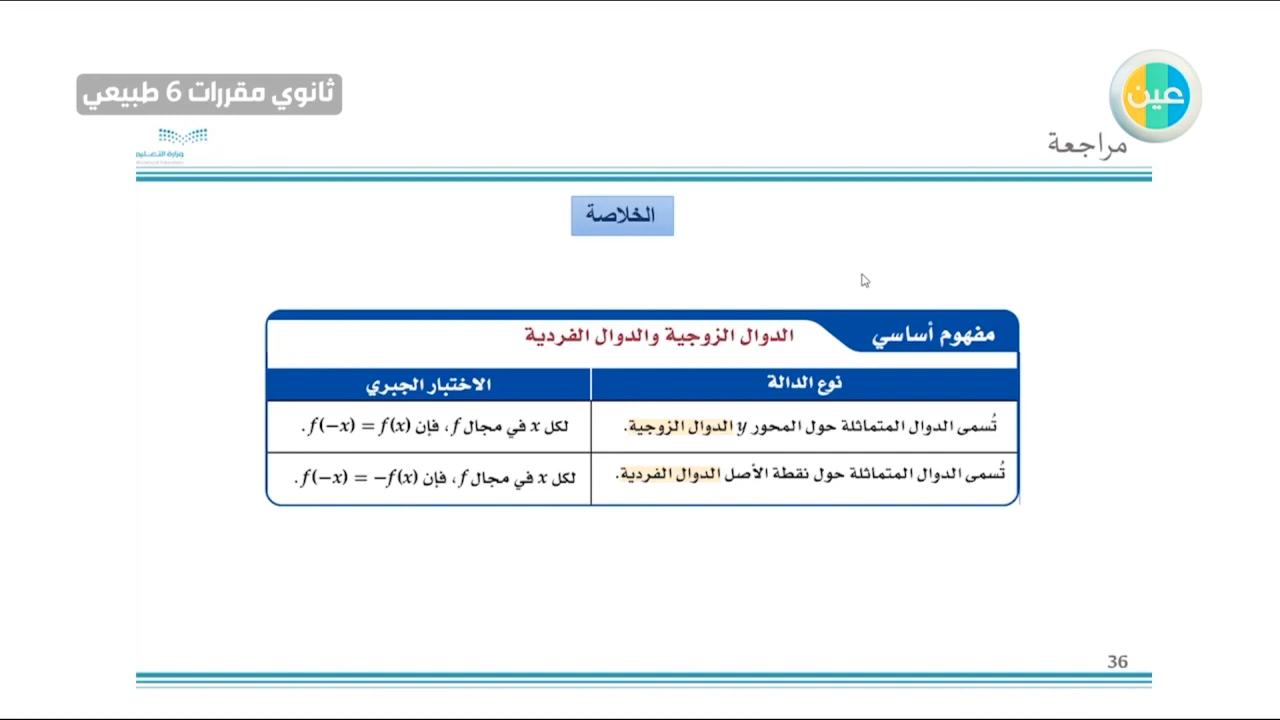 ثانوي مقررات 6 طبيعي
عين
وزارة التعليم
مراجعة
الخلاصة
مفهوم أساسي
الدوال الزوجية والدوال الفردية
نوع الدالة
الاختبار الجبري
تُسمى الدوال المتماثلة حول المحور y الدوال الزوجية.
لكل x في مجال f، فإن f(−x) = f(x).
تُسمى الدوال المتماثلة حول نقطة الأصل الدوال الفردية.
لكل x في مجال f، فإن f(−x) = −f(x).
36